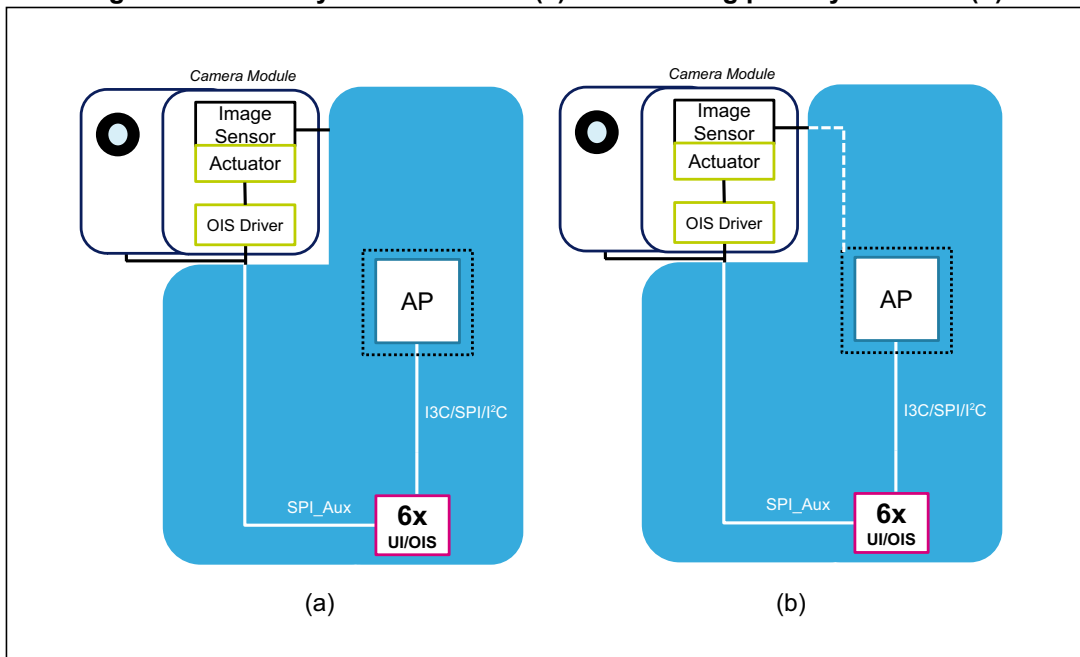 Camera Module
Image
Sensor
Actuator
OIS Driver
AP
I3C/SPI/I²C
SPI_Aux
6x
UI/OIS
(a)
Camera Module
Image
Sensor
Actuator
OIS Driver
AP
I3C/SPI/I²C
SPI_Aux
6x
UI/OIS
(b)